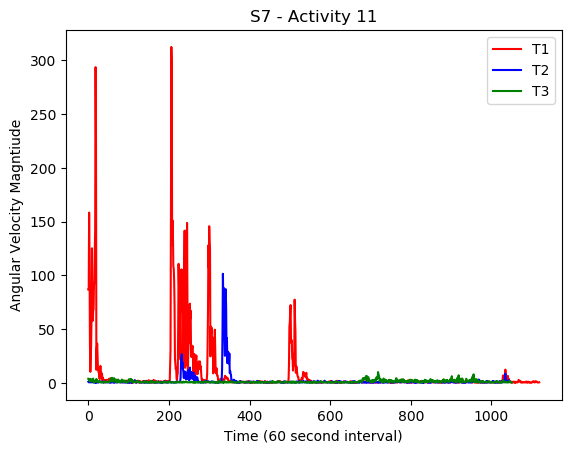 S7 - Activity 11
T1
T2
T3
300
250
200
150
100
50
0
Angular Velocity Magntiude
0 200 400 600 800 1000
Time (60 second interval)